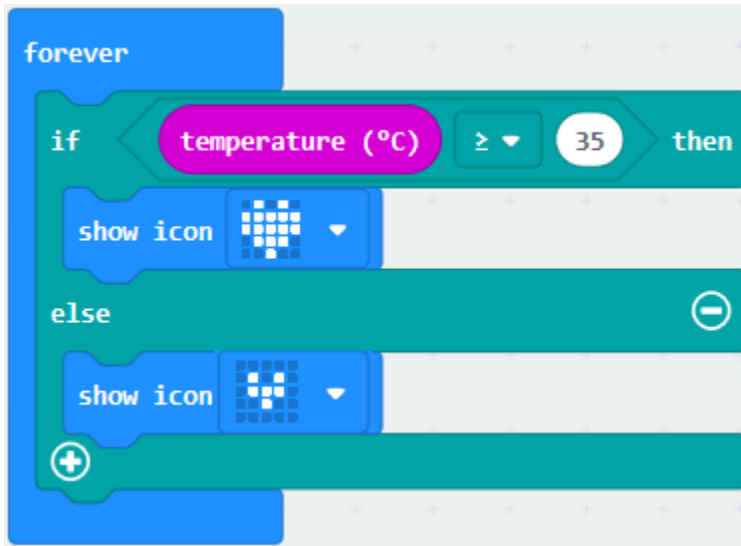 forever
if temperature (°C) ≥ 35 then
show icon
else
show icon